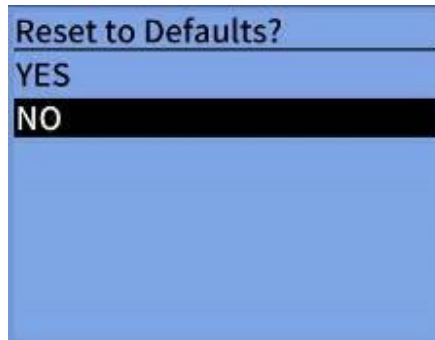 Reset to Defaults?
YES
NO